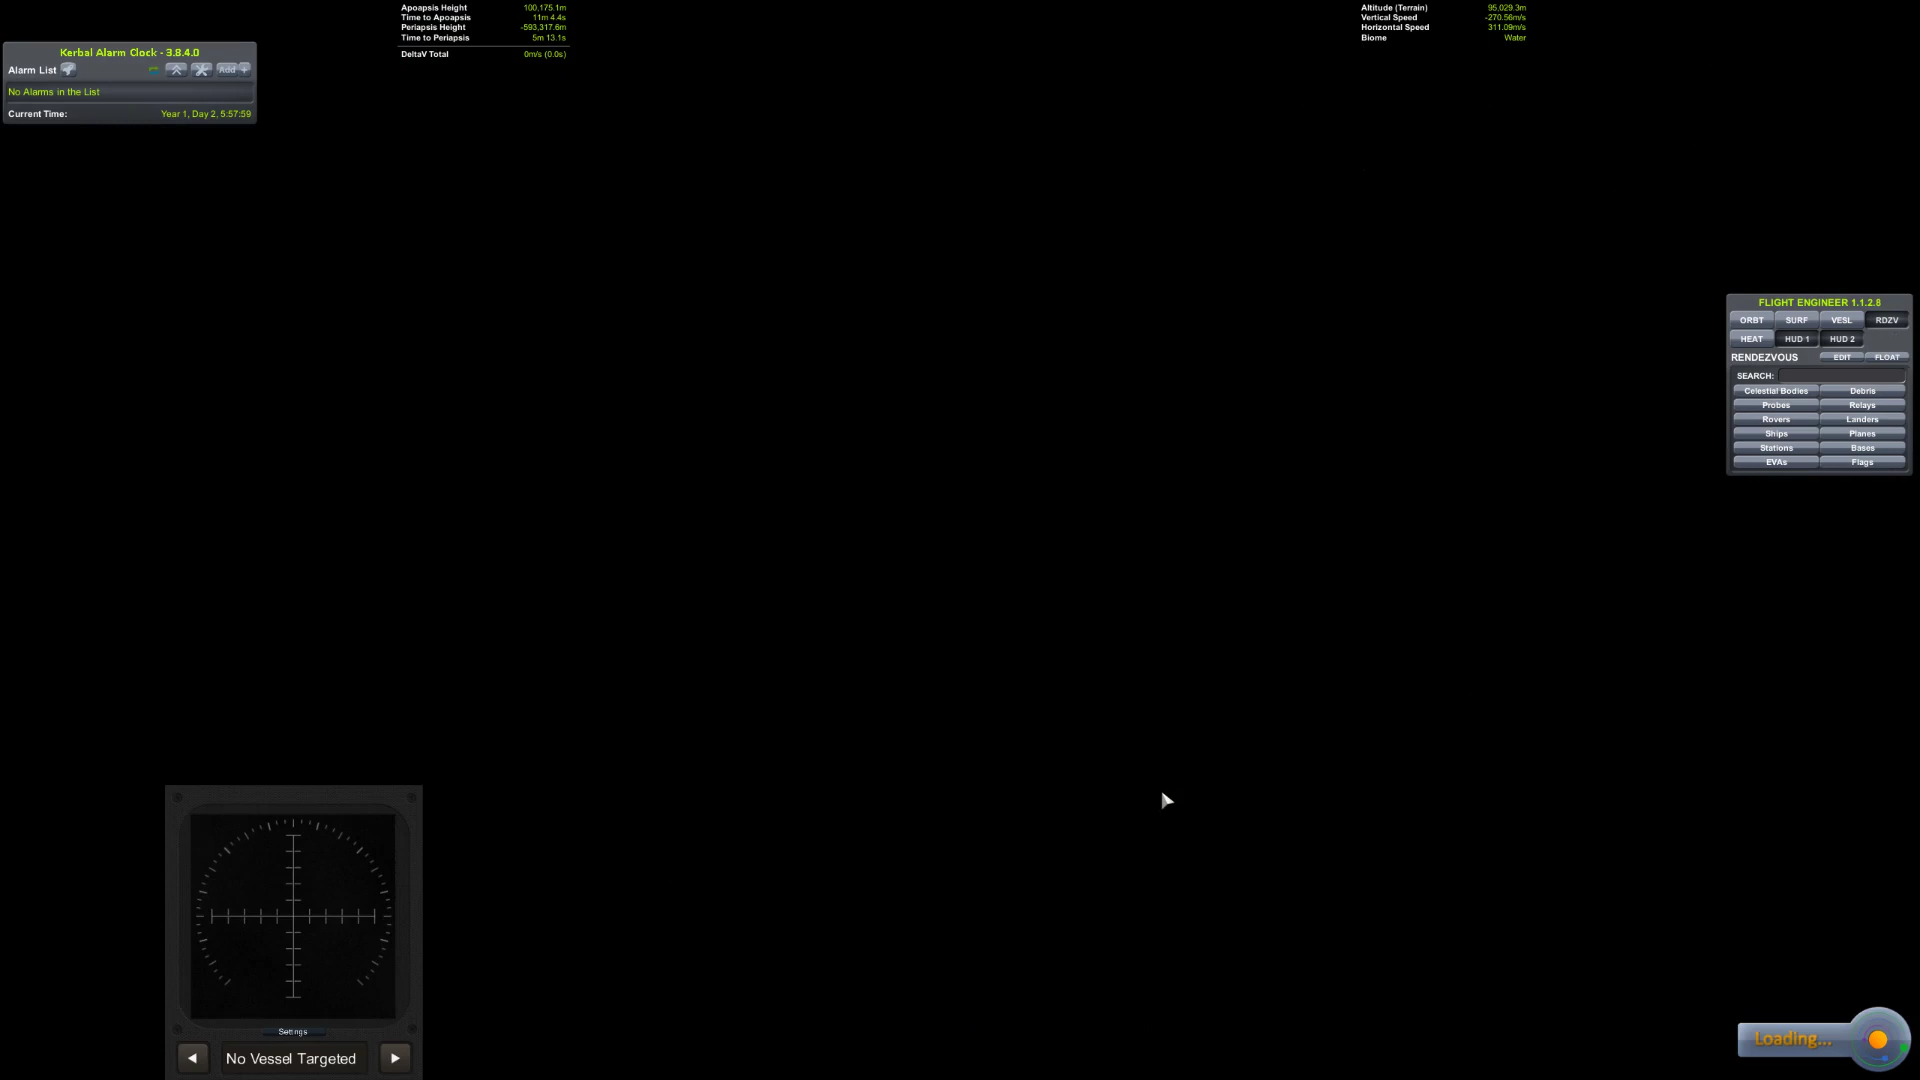 Apoapsis Height 100,175.1m
Time to Apoapsis 11m 4.4s
Periapsis Height -593,317.6m
Time to Periapsis 5m 13.1s
DeltaV Total 0m/s (0.0s)
Altitude (Terrain) 95,029.3m
Vertical Speed -270.56m/s
Horizontal Speed 311.09m/s
Biome Water
Kerbal Alarm Clock - 3.8.4.0
Alarm List Add +
No Alarms in the List
Current Time: Year 1, Day 2, 5:57:59
FLIGHT ENGINEER 1.1.2.8
ORBT SURF VESL RDZV
HEAT HUD 1 HUD 2
RENDEZVOUS EDIT FLOAT
SEARCH:
Celestial Bodies Debris
Probes Relays
Rovers Landers
Ships Planes
Stations Bases
EVAs Flags
Settings
No Vessel Targeted
Loading...